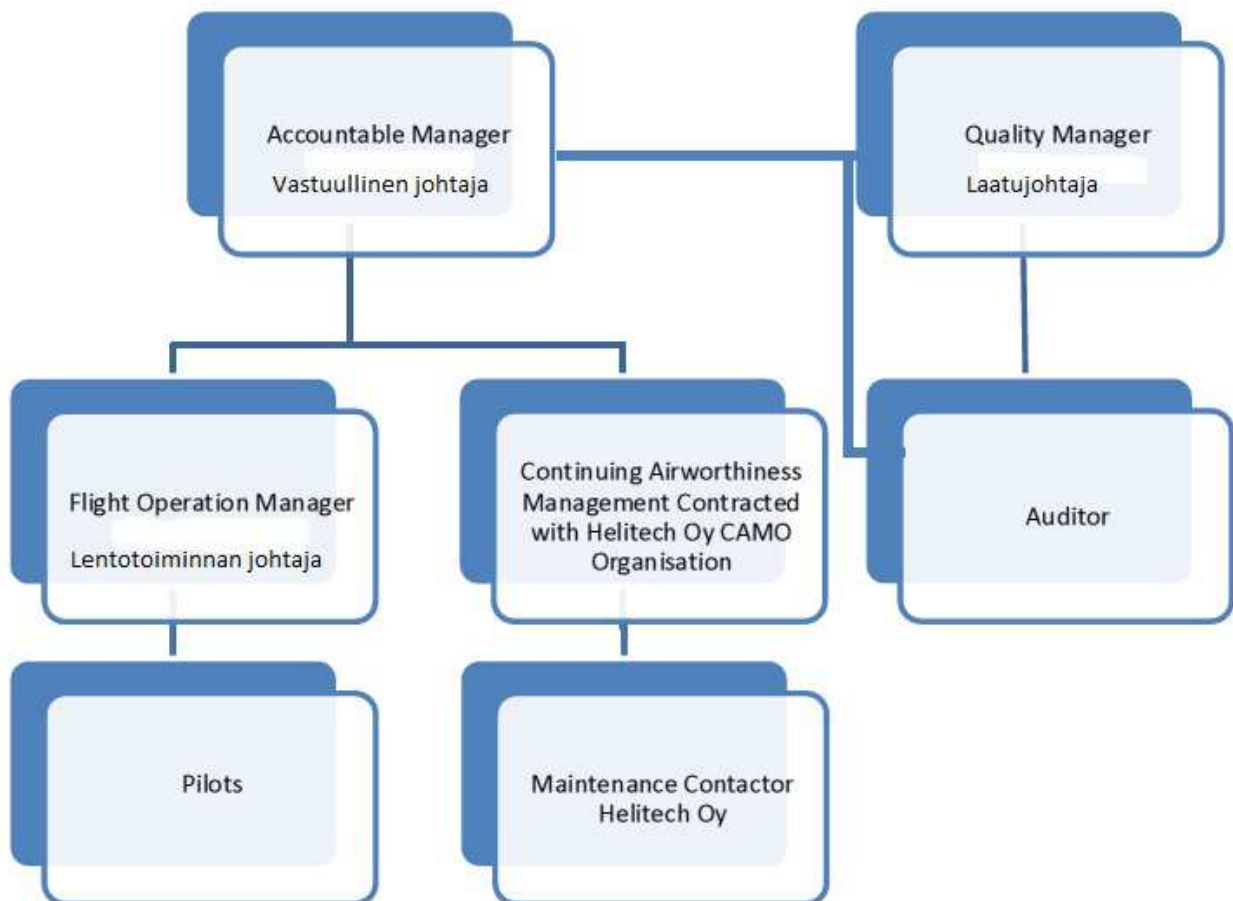 Accountable Manager
Vastuullinen johtaja
Quality Manager
Laatujohtaja
Flight Operation Manager
Lentotoiminnan johtaja
Continuing Airworthiness
Management Contracted
with Helitech Oy CAMO
Organisation
Auditor
Pilots
Maintenance Contactor
Helitech Oy